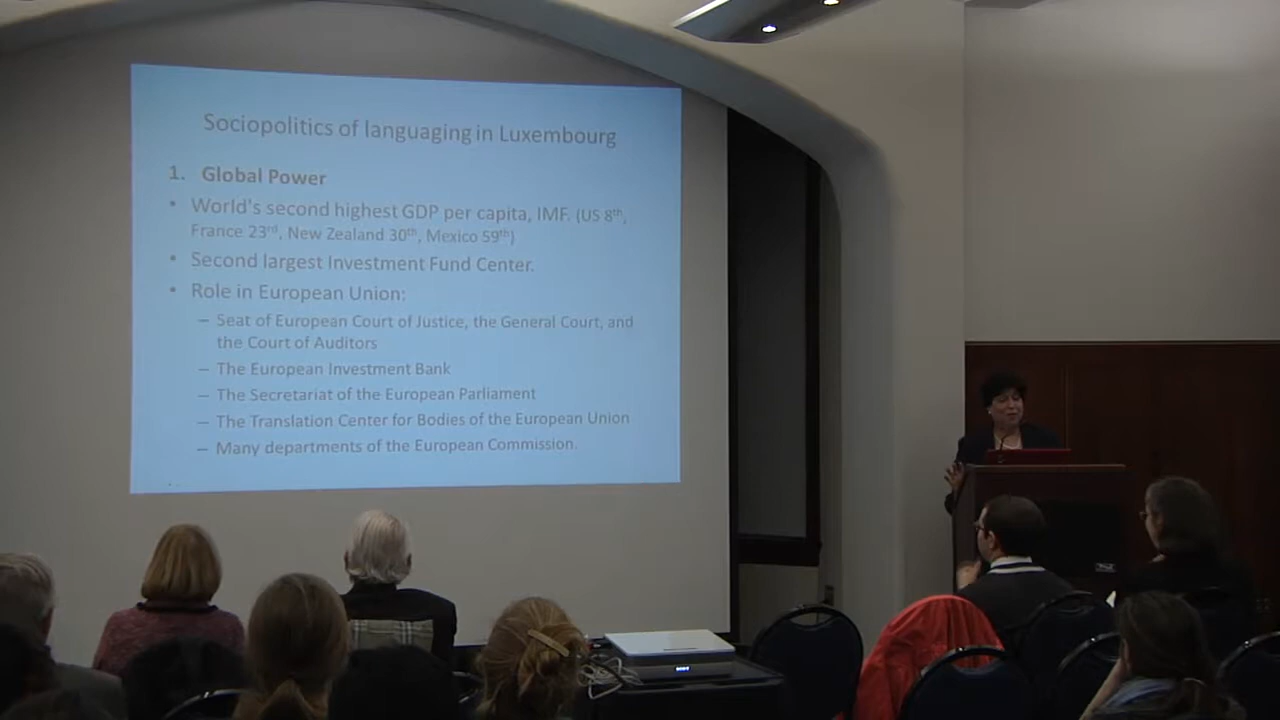 Sociopolitics of languaging in Luxembourg
1. Global Power
• World's second highest GDP per capita, IMF. (US 8th,
France 23rd, New Zealand 30th, Mexico 59th)
• Second largest Investment Fund Center.
• Role in European Union:
– Seat of European Court of Justice, the General Court, and
the Court of Auditors
– The European Investment Bank
– The Secretariat of the European Parliament
– The Translation Center for Bodies of the European Union
– Many departments of the European Commission.